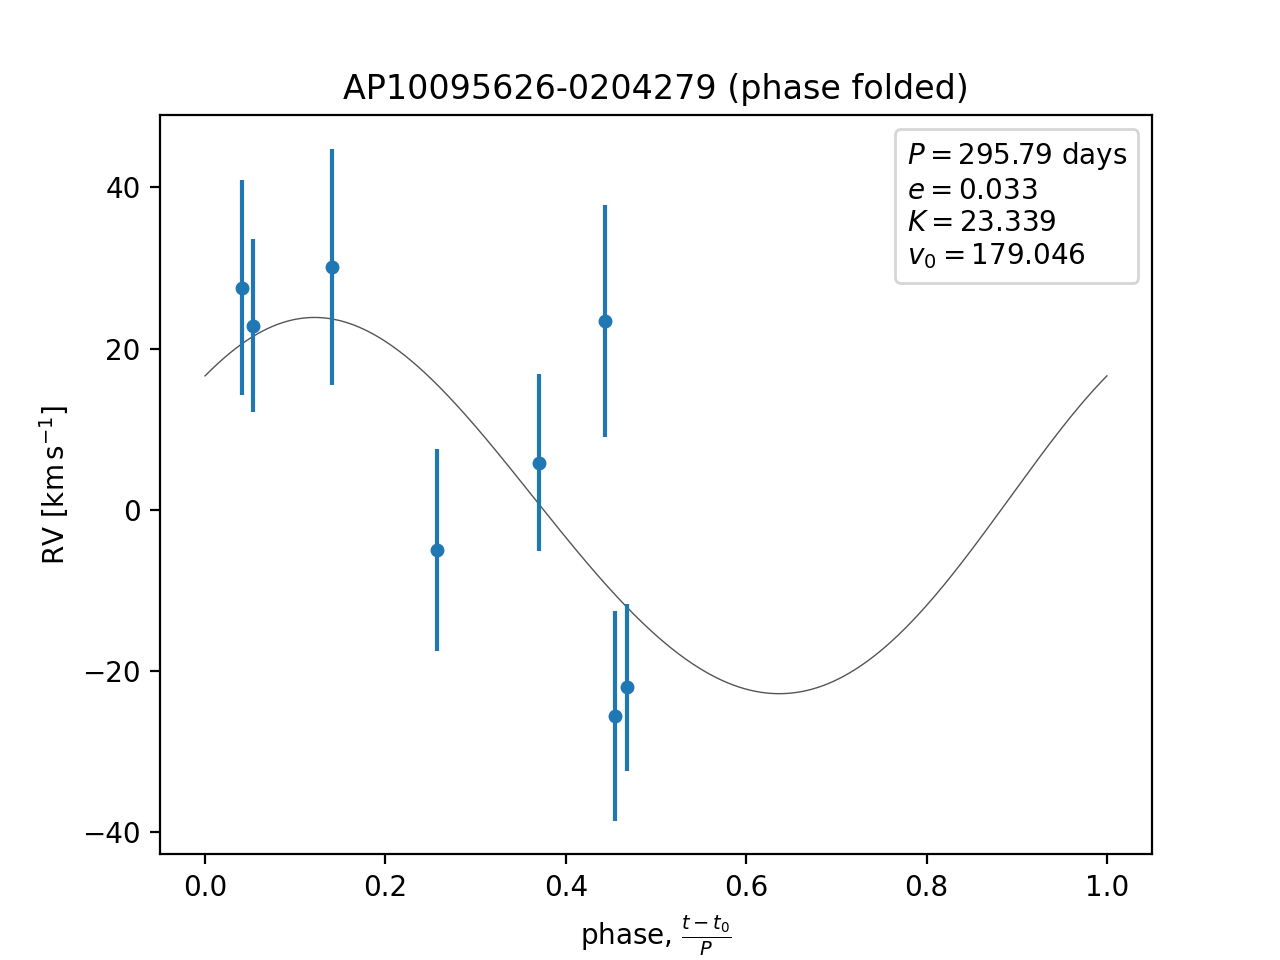 AP10095626-0204279 (phase folded)
P = 295.79 days
e = 0.033
K = 23.339
v₀ = 179.046
40
20
0
−20
−40
RV [km s⁻¹]
0.0 0.2 0.4 0.6 0.8 1.0
phase, (t − t₀)/P